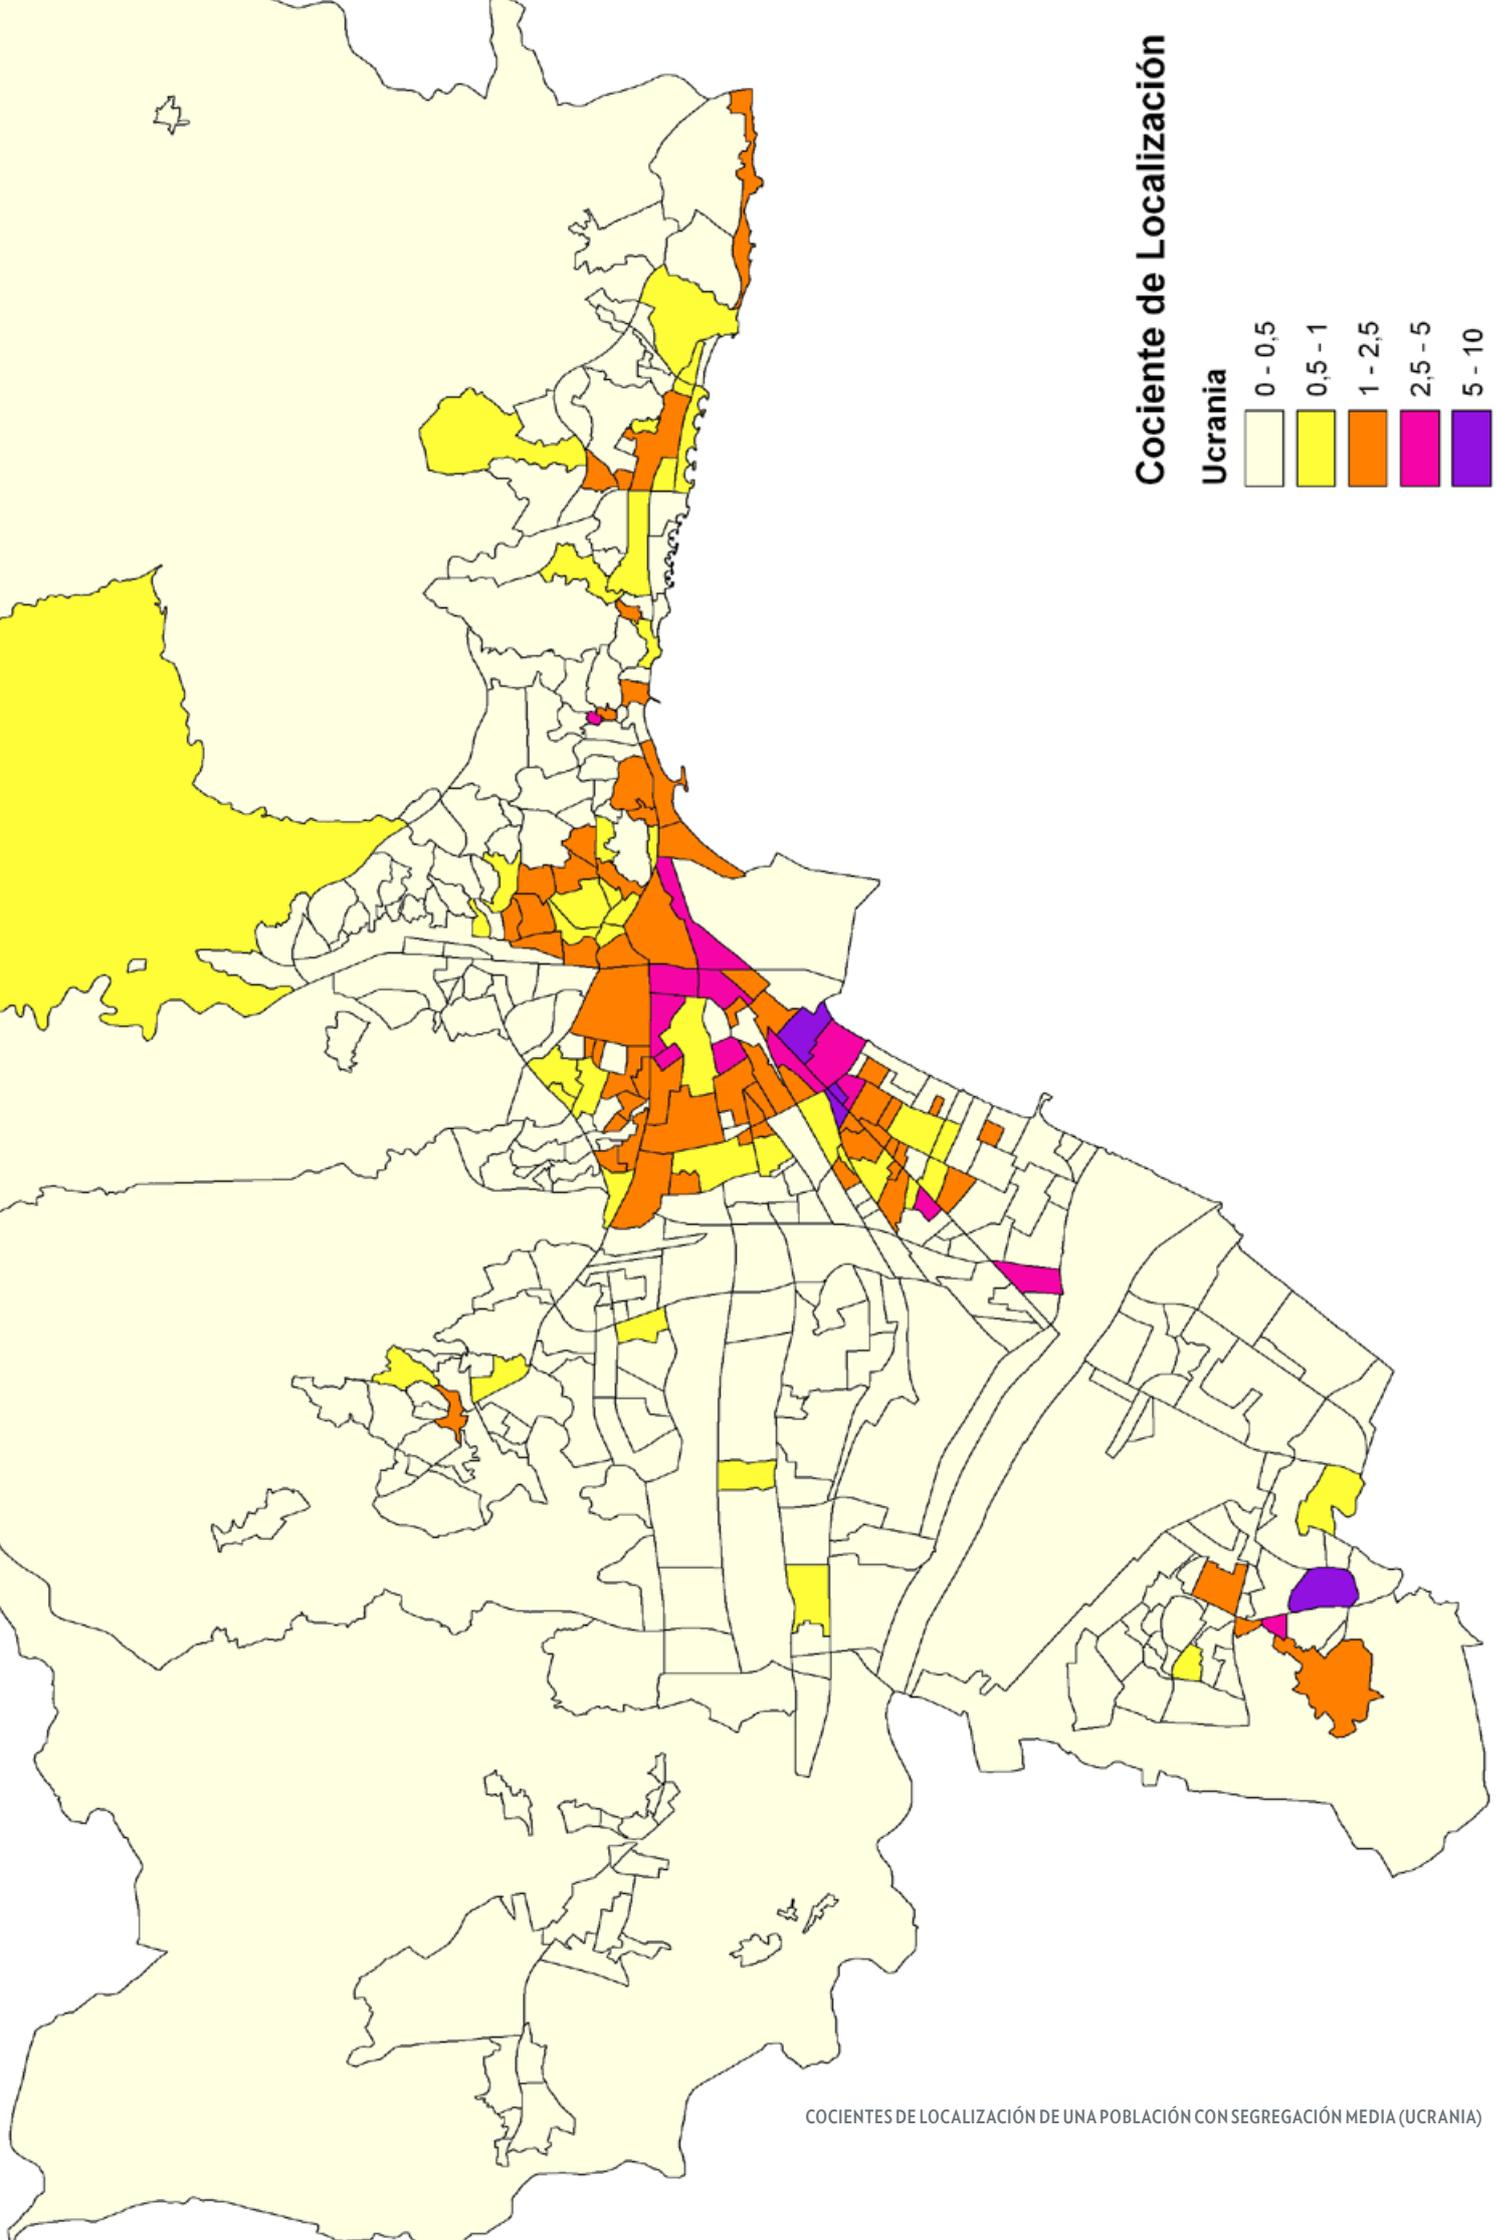 Cociente de Localización
Ucrania
0 - 0,5
0,5 - 1
1 - 2,5
2,5 - 5
5 - 10
COCIENTES DE LOCALIZACIÓN DE UNA POBLACIÓN CON SEGREGACIÓN MEDIA (UCRANIA)